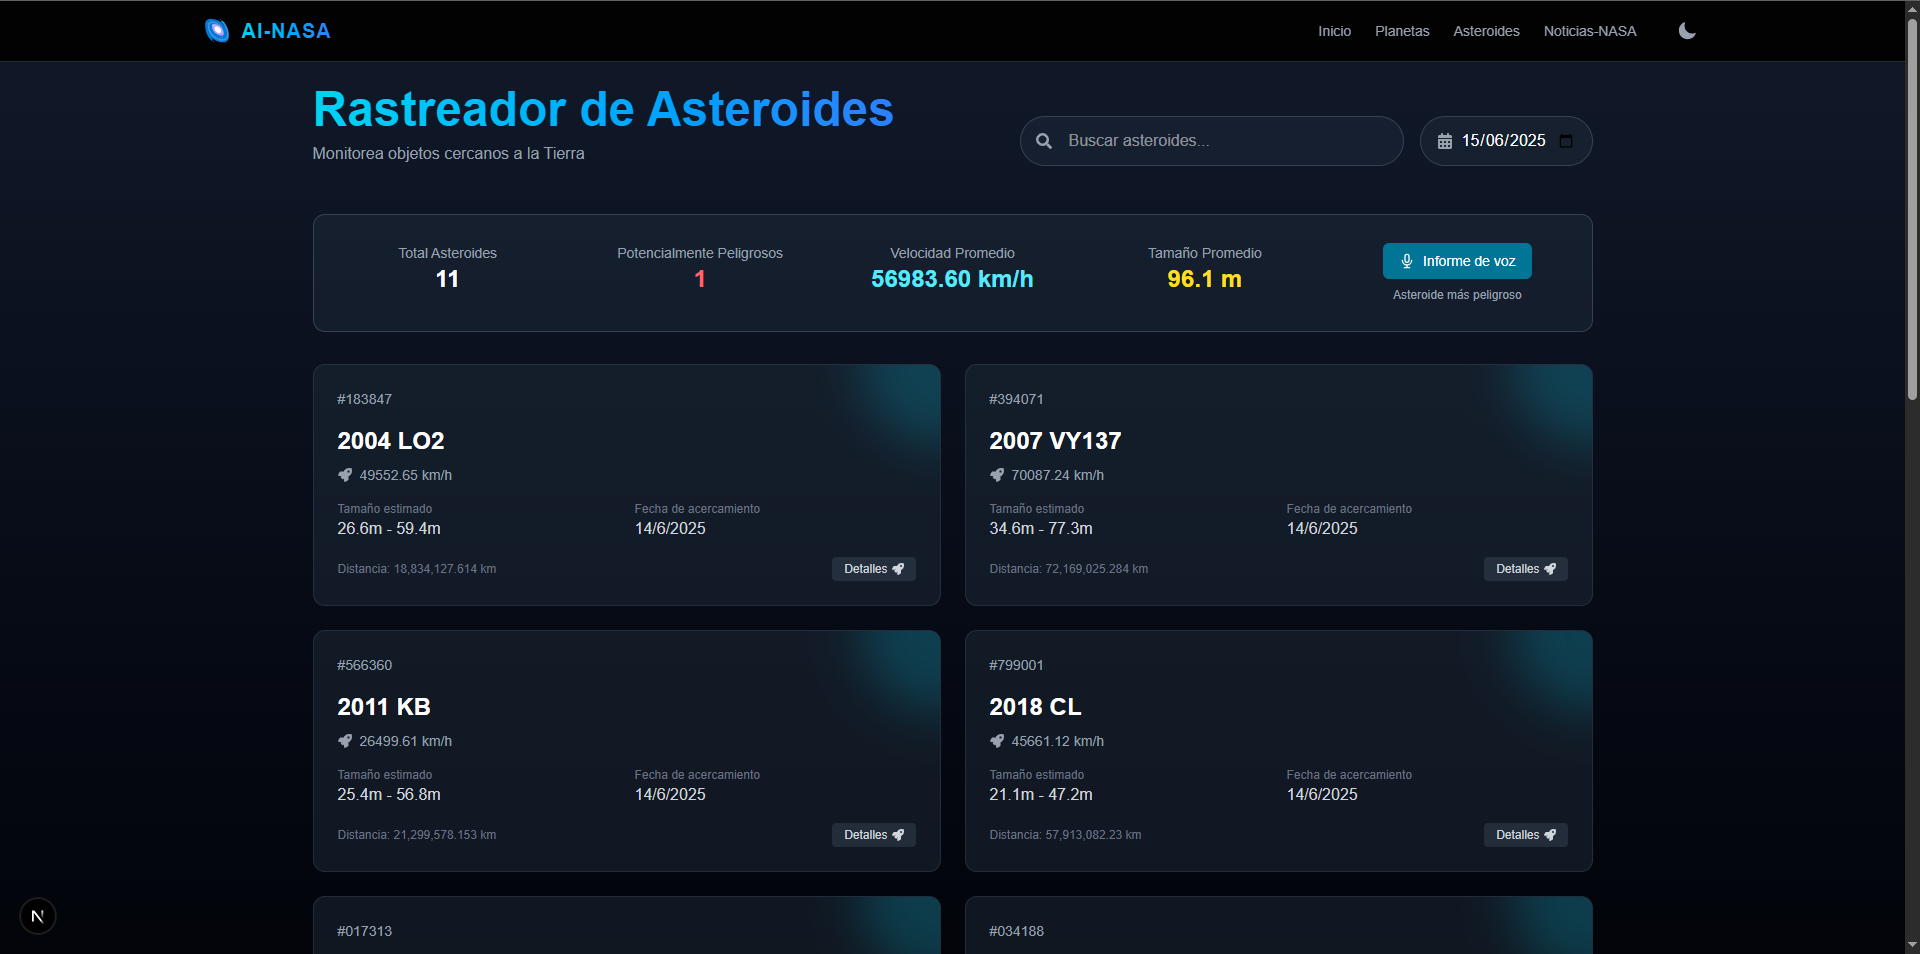 AI-NASA
Inicio Planetas Asteroides Noticias-NASA
Rastreador de Asteroides
Monitorea objetos cercanos a la Tierra
Buscar asteroides...
15/06/2025
Total Asteroides
11
Potencialmente Peligrosos
1
Velocidad Promedio
56983.60 km/h
Tamaño Promedio
96.1 m
Informe de voz
Asteroide más peligroso
#183847
2004 LO2
49552.65 km/h
Tamaño estimado
26.6m - 59.4m
Fecha de acercamiento
14/6/2025
Distancia: 18,834,127.614 km
Detalles
#394071
2007 VY137
70087.24 km/h
Tamaño estimado
34.6m - 77.3m
Fecha de acercamiento
14/6/2025
Distancia: 72,169,025.284 km
Detalles
#566360
2011 KB
26499.61 km/h
Tamaño estimado
25.4m - 56.8m
Fecha de acercamiento
14/6/2025
Distancia: 21,299,578.153 km
Detalles
#799001
2018 CL
45661.12 km/h
Tamaño estimado
21.1m - 47.2m
Fecha de acercamiento
14/6/2025
Distancia: 57,913,082.23 km
Detalles
#017313
#034188
N